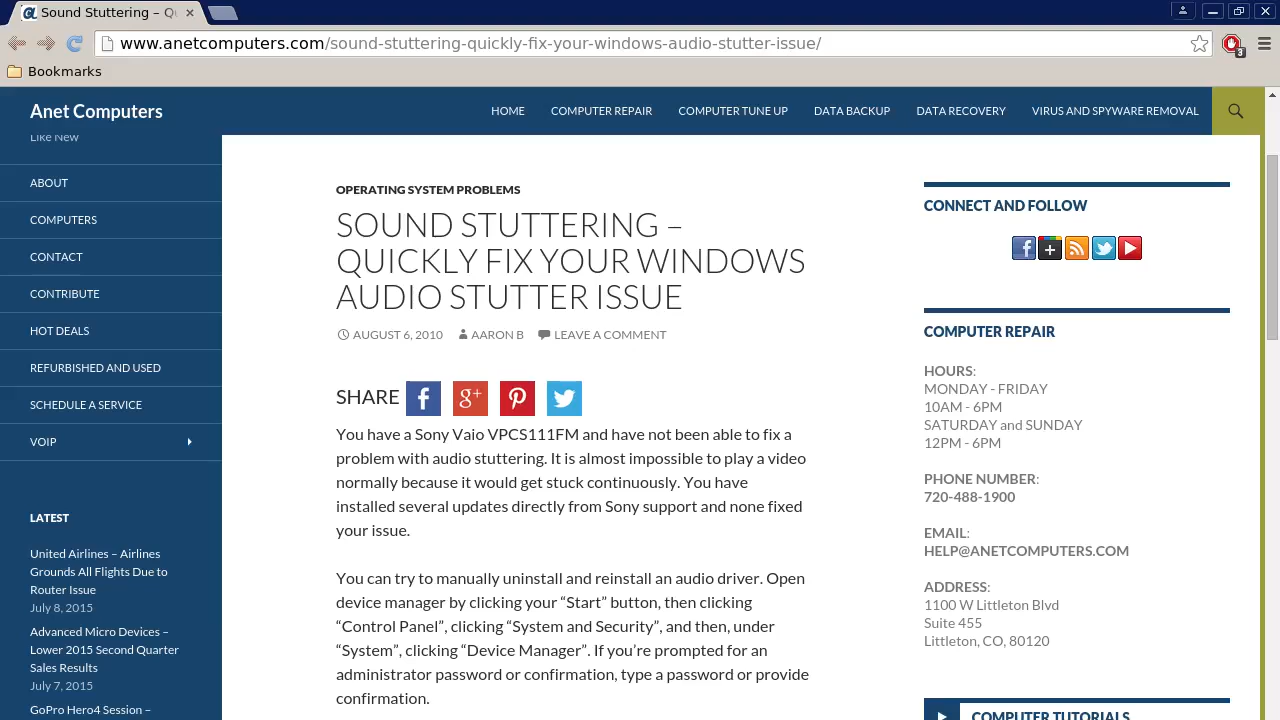 Sound Stuttering – Qu
www.anetcomputers.com/sound-stuttering-quickly-fix-your-windows-audio-stutter-issue/
3
Bookmarks
Anet Computers
HOME
COMPUTER REPAIR
COMPUTER TUNE UP
DATA BACKUP
DATA RECOVERY
VIRUS AND SPYWARE REMOVAL
Like New
ABOUT
COMPUTERS
CONTACT
CONTRIBUTE
HOT DEALS
REFURBISHED AND USED
SCHEDULE A SERVICE
VOIP
LATEST
United Airlines – Airlines
Grounds All Flights Due to
Router Issue
July 8, 2015
Advanced Micro Devices –
Lower 2015 Second Quarter
Sales Results
July 7, 2015
GoPro Hero4 Session –
OPERATING SYSTEM PROBLEMS
SOUND STUTTERING –
QUICKLY FIX YOUR WINDOWS
AUDIO STUTTER ISSUE
AUGUST 6, 2010
AARON B
LEAVE A COMMENT
SHARE
You have a Sony Vaio VPCS111FM and have not been able to fix a
problem with audio stuttering. It is almost impossible to play a video
normally because it would get stuck continuously. You have
installed several updates directly from Sony support and none fixed
your issue.
You can try to manually uninstall and reinstall an audio driver. Open
device manager by clicking your “Start” button, then clicking
“Control Panel”, clicking “System and Security”, and then, under
“System”, clicking “Device Manager”. If you’re prompted for an
administrator password or confirmation, type a password or provide
confirmation.
CONNECT AND FOLLOW
COMPUTER REPAIR
HOURS:
MONDAY - FRIDAY
10AM - 6PM
SATURDAY and SUNDAY
12PM - 6PM
PHONE NUMBER:
720-488-1900
EMAIL:
HELP@ANETCOMPUTERS.COM
ADDRESS:
1100 W Littleton Blvd
Suite 455
Littleton, CO, 80120
COMPUTER TUTORIALS